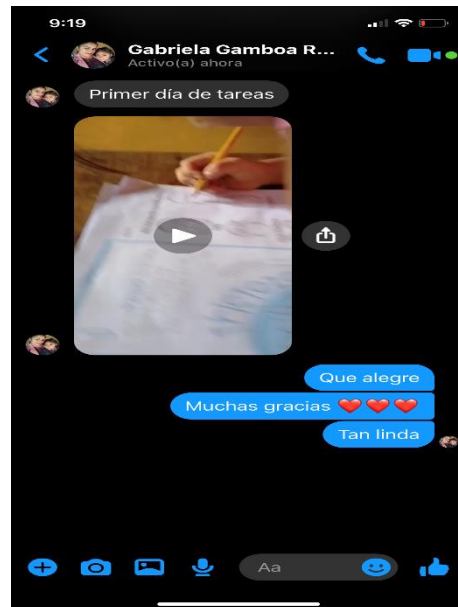 9:19
Gabriela Gamboa R...
Activo(a) ahora
Primer día de tareas
Que alegre
Muchas gracias ❤️❤️❤️
Tan linda
Aa